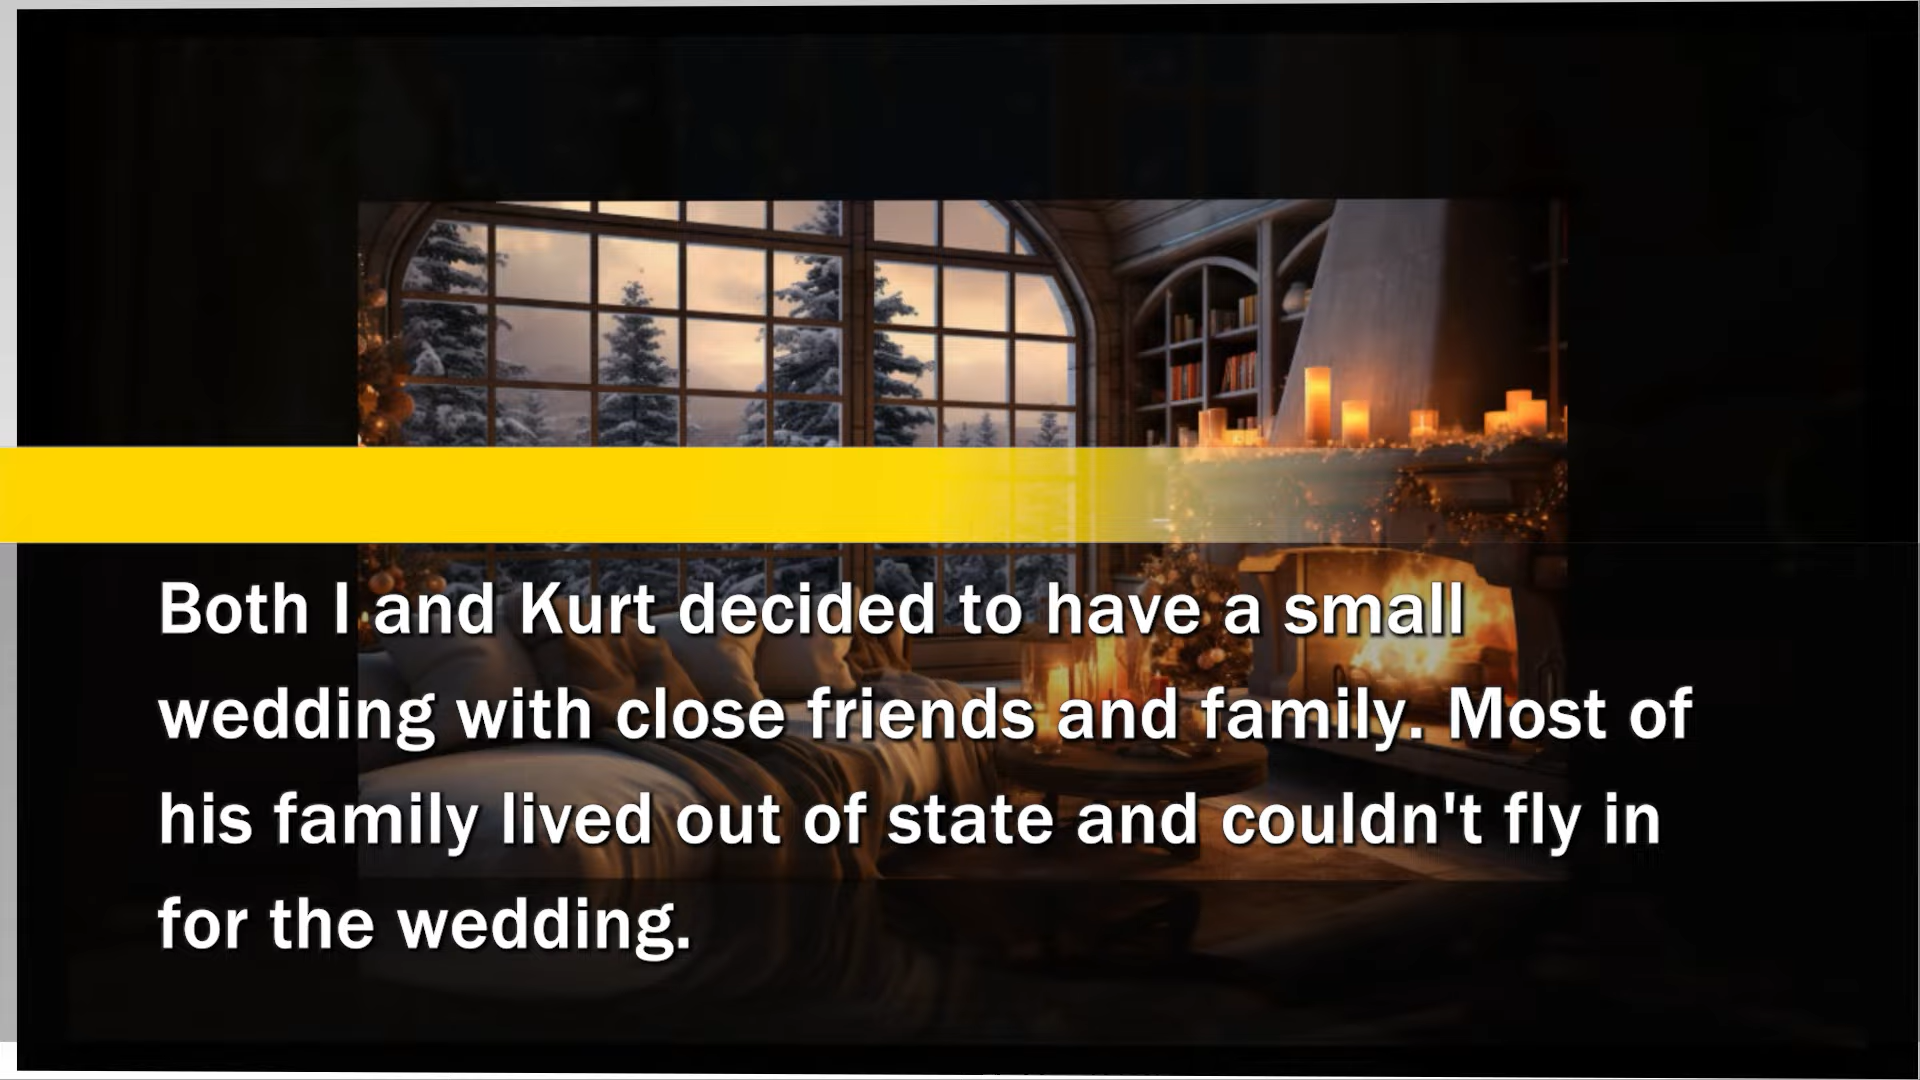 Both I and Kurt decided to have a small
wedding with close friends and family. Most of
his family lived out of state and couldn't fly in
for the wedding.